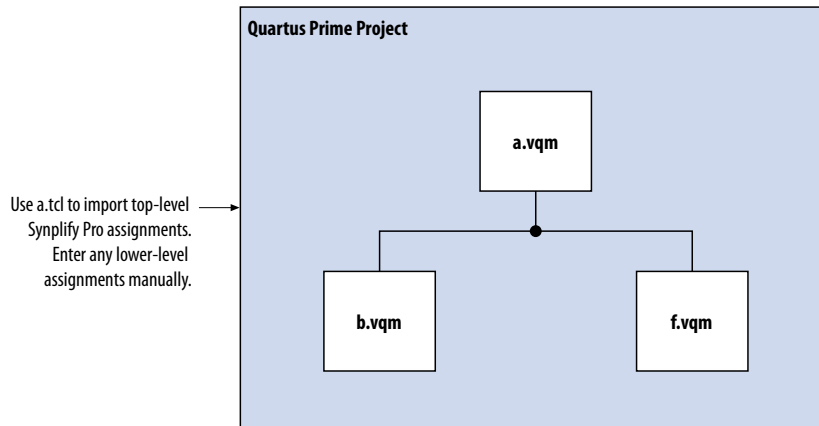 Quartus Prime Project
a.vqm
Use a.tcl to import top-level
Synplify Pro assignments.
Enter any lower-level
assignments manually.
b.vqm
f.vqm